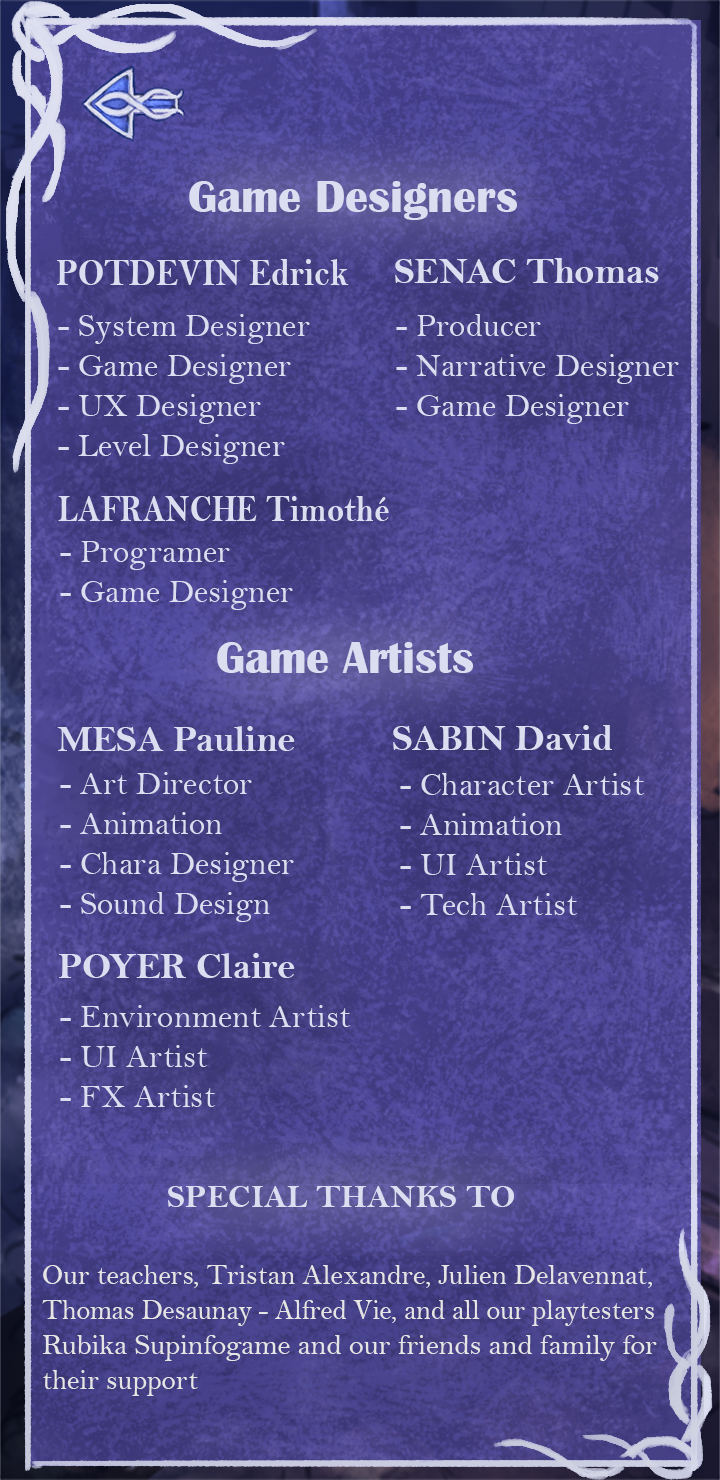 Game Designers
POTDEVIN Edrick
- System Designer
- Game Designer
- UX Designer
- Level Designer
SENAC Thomas
- Producer
- Narrative Designer
- Game Designer
LAFRANCHE Timothé
- Programer
- Game Designer
Game Artists
MESA Pauline
- Art Director
- Animation
- Chara Designer
- Sound Design
SABIN David
- Character Artist
- Animation
- UI Artist
- Tech Artist
POYER Claire
- Environment Artist
- UI Artist
- FX Artist
SPECIAL THANKS TO
Our teachers, Tristan Alexandre, Julien Delavennat,
Thomas Desaunay - Alfred Vie, and all our playtesters
Rubika Supinfogame and our friends and family for
their support